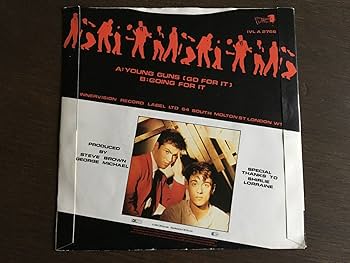 IVL A 2766
A: YOUNG GUNS (GO FOR IT)
B: GOING FOR IT
INNERVISION RECORD LABEL LTD 64 SOUTH MOLTON ST LONDON W1
PRODUCED
BY
STEVE BROWN
GEORGE MICHAEL
SPECIAL
THANKS TO
SHIRLIE
LORRAINE